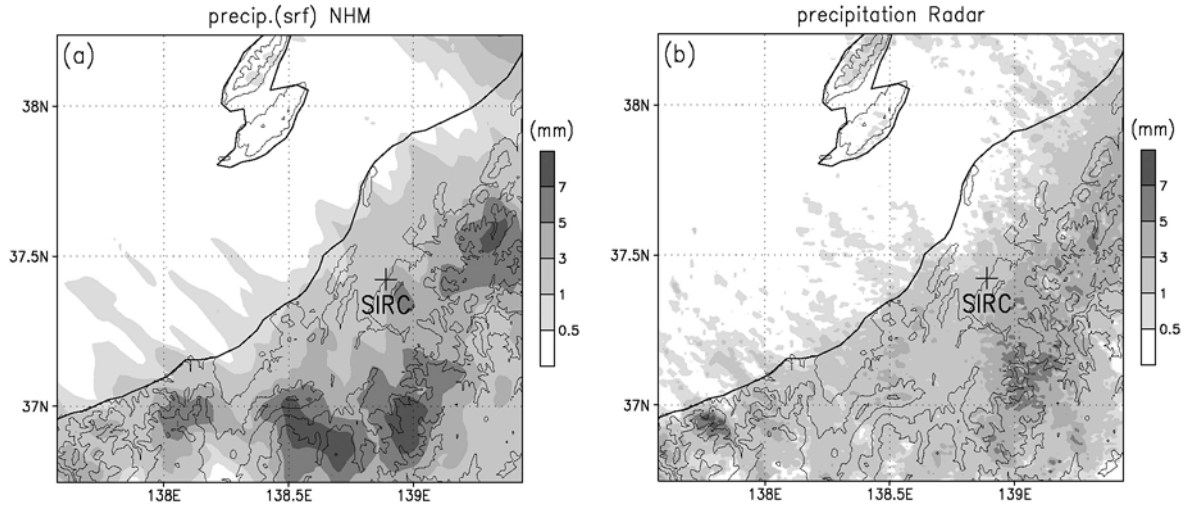 precip.(srf) NHM
(a)
38N
37.5N
37N
138E
138.5E
139E
SIRC
(mm)
7
5
3
1
0.5
precipitation Radar
(b)
38N
37.5N
37N
138E
138.5E
139E
SIRC
(mm)
7
5
3
1
0.5